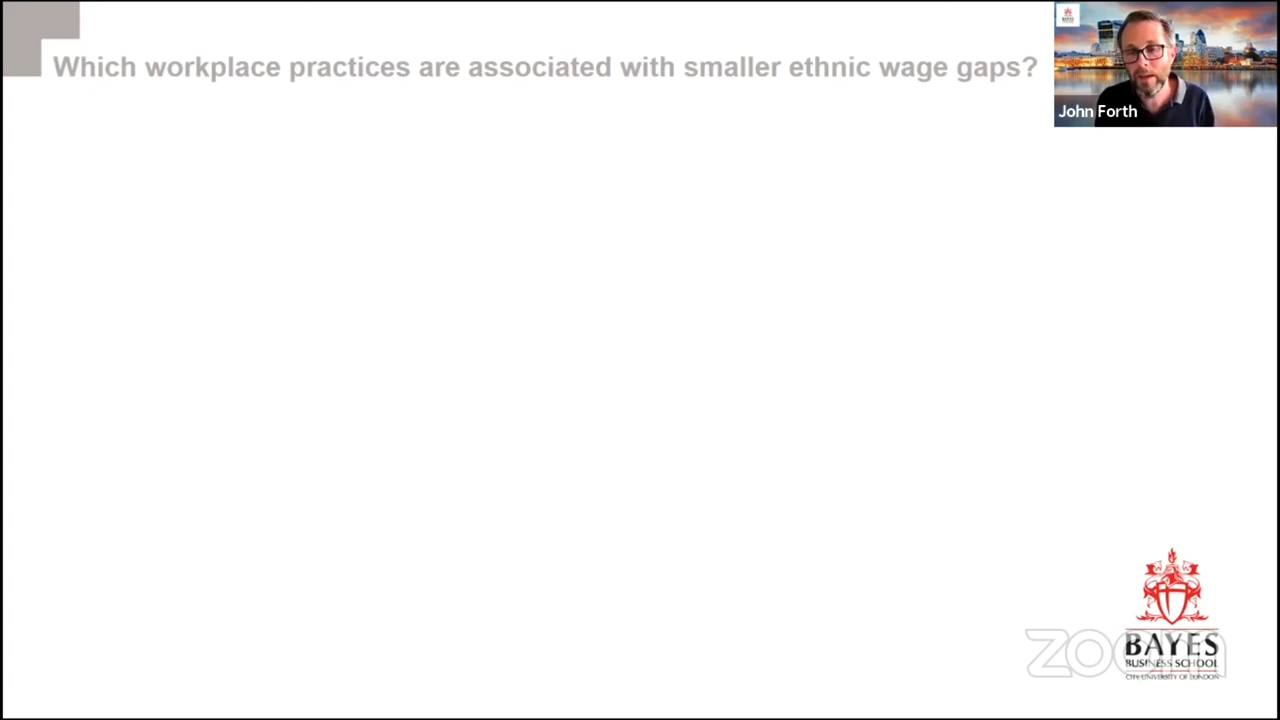 Which workplace practices are associated with smaller ethnic wage gaps?
John Forth
BAYES
BUSINESS SCHOOL
CITY, UNIVERSITY OF LONDON
zoom